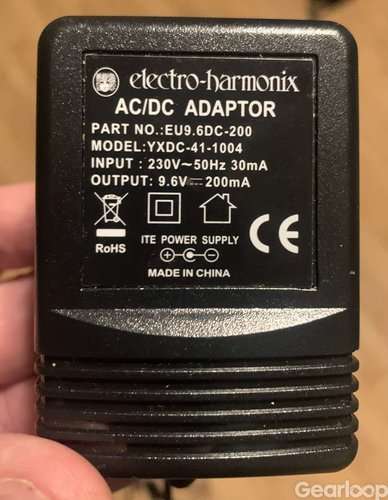 electro-harmonix
AC/DC ADAPTOR
PART NO.:EU9.6DC-200
MODEL:YXDC-41-1004
INPUT : 230V~50Hz 30mA
OUTPUT: 9.6V⎓200mA
RoHS
CE
ITE POWER SUPPLY
MADE IN CHINA
Gearloop